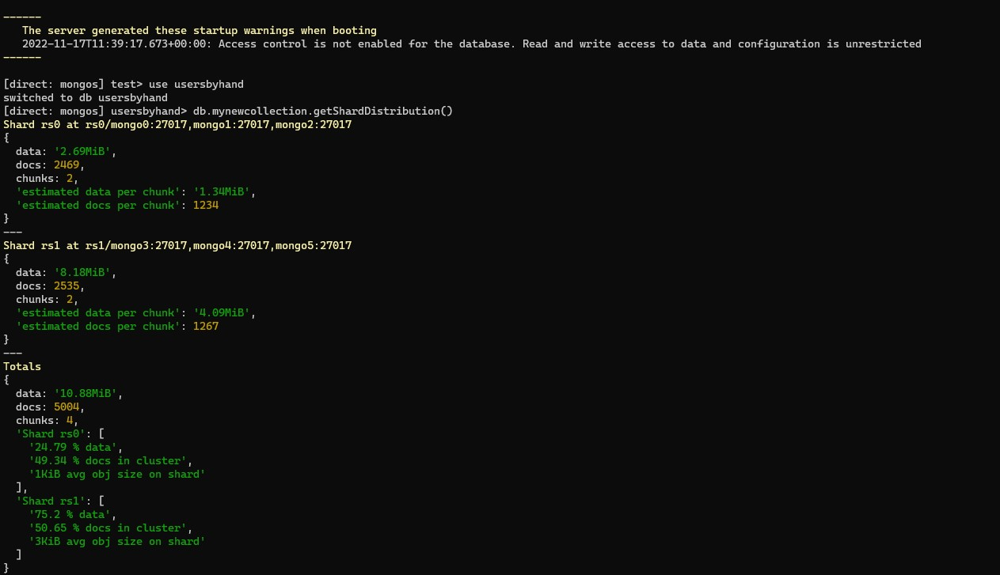 ------
   The server generated these startup warnings when booting
   2022-11-17T11:39:17.673+00:00: Access control is not enabled for the database. Read and write access to data and configuration is unrestricted
------

[direct: mongos] test> use usersbyhand
switched to db usersbyhand
[direct: mongos] usersbyhand> db.mynewcollection.getShardDistribution()
Shard rs0 at rs0/mongo0:27017,mongo1:27017,mongo2:27017
{
  data: '2.69MiB',
  docs: 2469,
  chunks: 2,
  'estimated data per chunk': '1.34MiB',
  'estimated docs per chunk': 1234
}
---
Shard rs1 at rs1/mongo3:27017,mongo4:27017,mongo5:27017
{
  data: '8.18MiB',
  docs: 2535,
  chunks: 2,
  'estimated data per chunk': '4.09MiB',
  'estimated docs per chunk': 1267
}
---
Totals
{
  data: '10.88MiB',
  docs: 5004,
  chunks: 4,
  'Shard rs0': [
    '24.79 % data',
    '49.34 % docs in cluster',
    '1KiB avg obj size on shard'
  ],
  'Shard rs1': [
    '75.2 % data',
    '50.65 % docs in cluster',
    '3KiB avg obj size on shard'
  ]
}